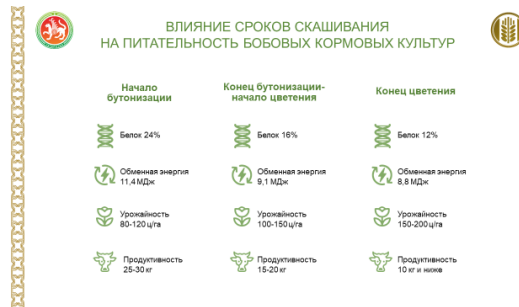 ВЛИЯНИЕ СРОКОВ СКАШИВАНИЯ
НА ПИТАТЕЛЬНОСТЬ БОБОВЫХ КОРМОВЫХ КУЛЬТУР
Начало
бутонизации
Белок 24%
Обменная энергия
11,4 МДж
Урожайность
80-120 ц/га
Продуктивность
25-30 кг
Конец бутонизации-
начало цветения
Белок 16%
Обменная энергия
9,1 МДж
Урожайность
100-150 ц/га
Продуктивность
15-20 кг
Конец цветения
Белок 12%
Обменная энергия
8,8 МДж
Урожайность
150-200 ц/га
Продуктивность
10 кг и ниже